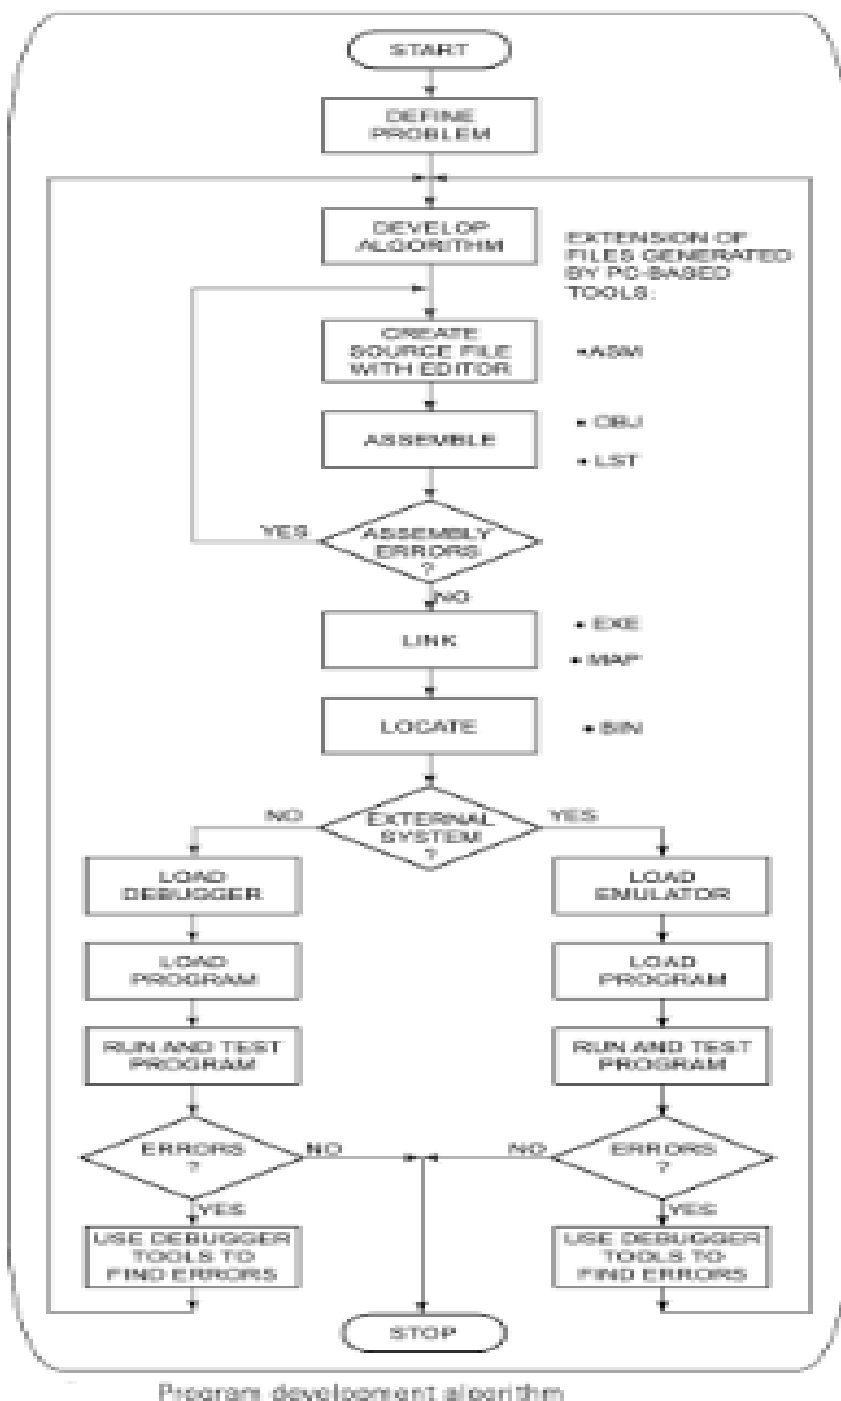 START
DEFINE
PROBLEM
DEVELOP
ALGORITHM
EXTENSION OF
FILES GENERATED
BY PC-BASED
TOOLS:
CREATE
SOURCE FILE
WITH EDITOR
• ASM
ASSEMBLE
• OBJ
• LST
YES
ASSEMBLY
ERRORS
?
NO
LINK
• EXE
• MAP
LOCATE
• BIN
NO
EXTERNAL
SYSTEM
?
YES
LOAD
DEBUGGER
LOAD
EMULATOR
LOAD
PROGRAM
LOAD
PROGRAM
RUN AND TEST
PROGRAM
RUN AND TEST
PROGRAM
ERRORS
?
NO
NO
ERRORS
?
YES
YES
USE DEBUGGER
TOOLS TO
FIND ERRORS
USE DEBUGGER
TOOLS TO
FIND ERRORS
STOP
Program development algorithm